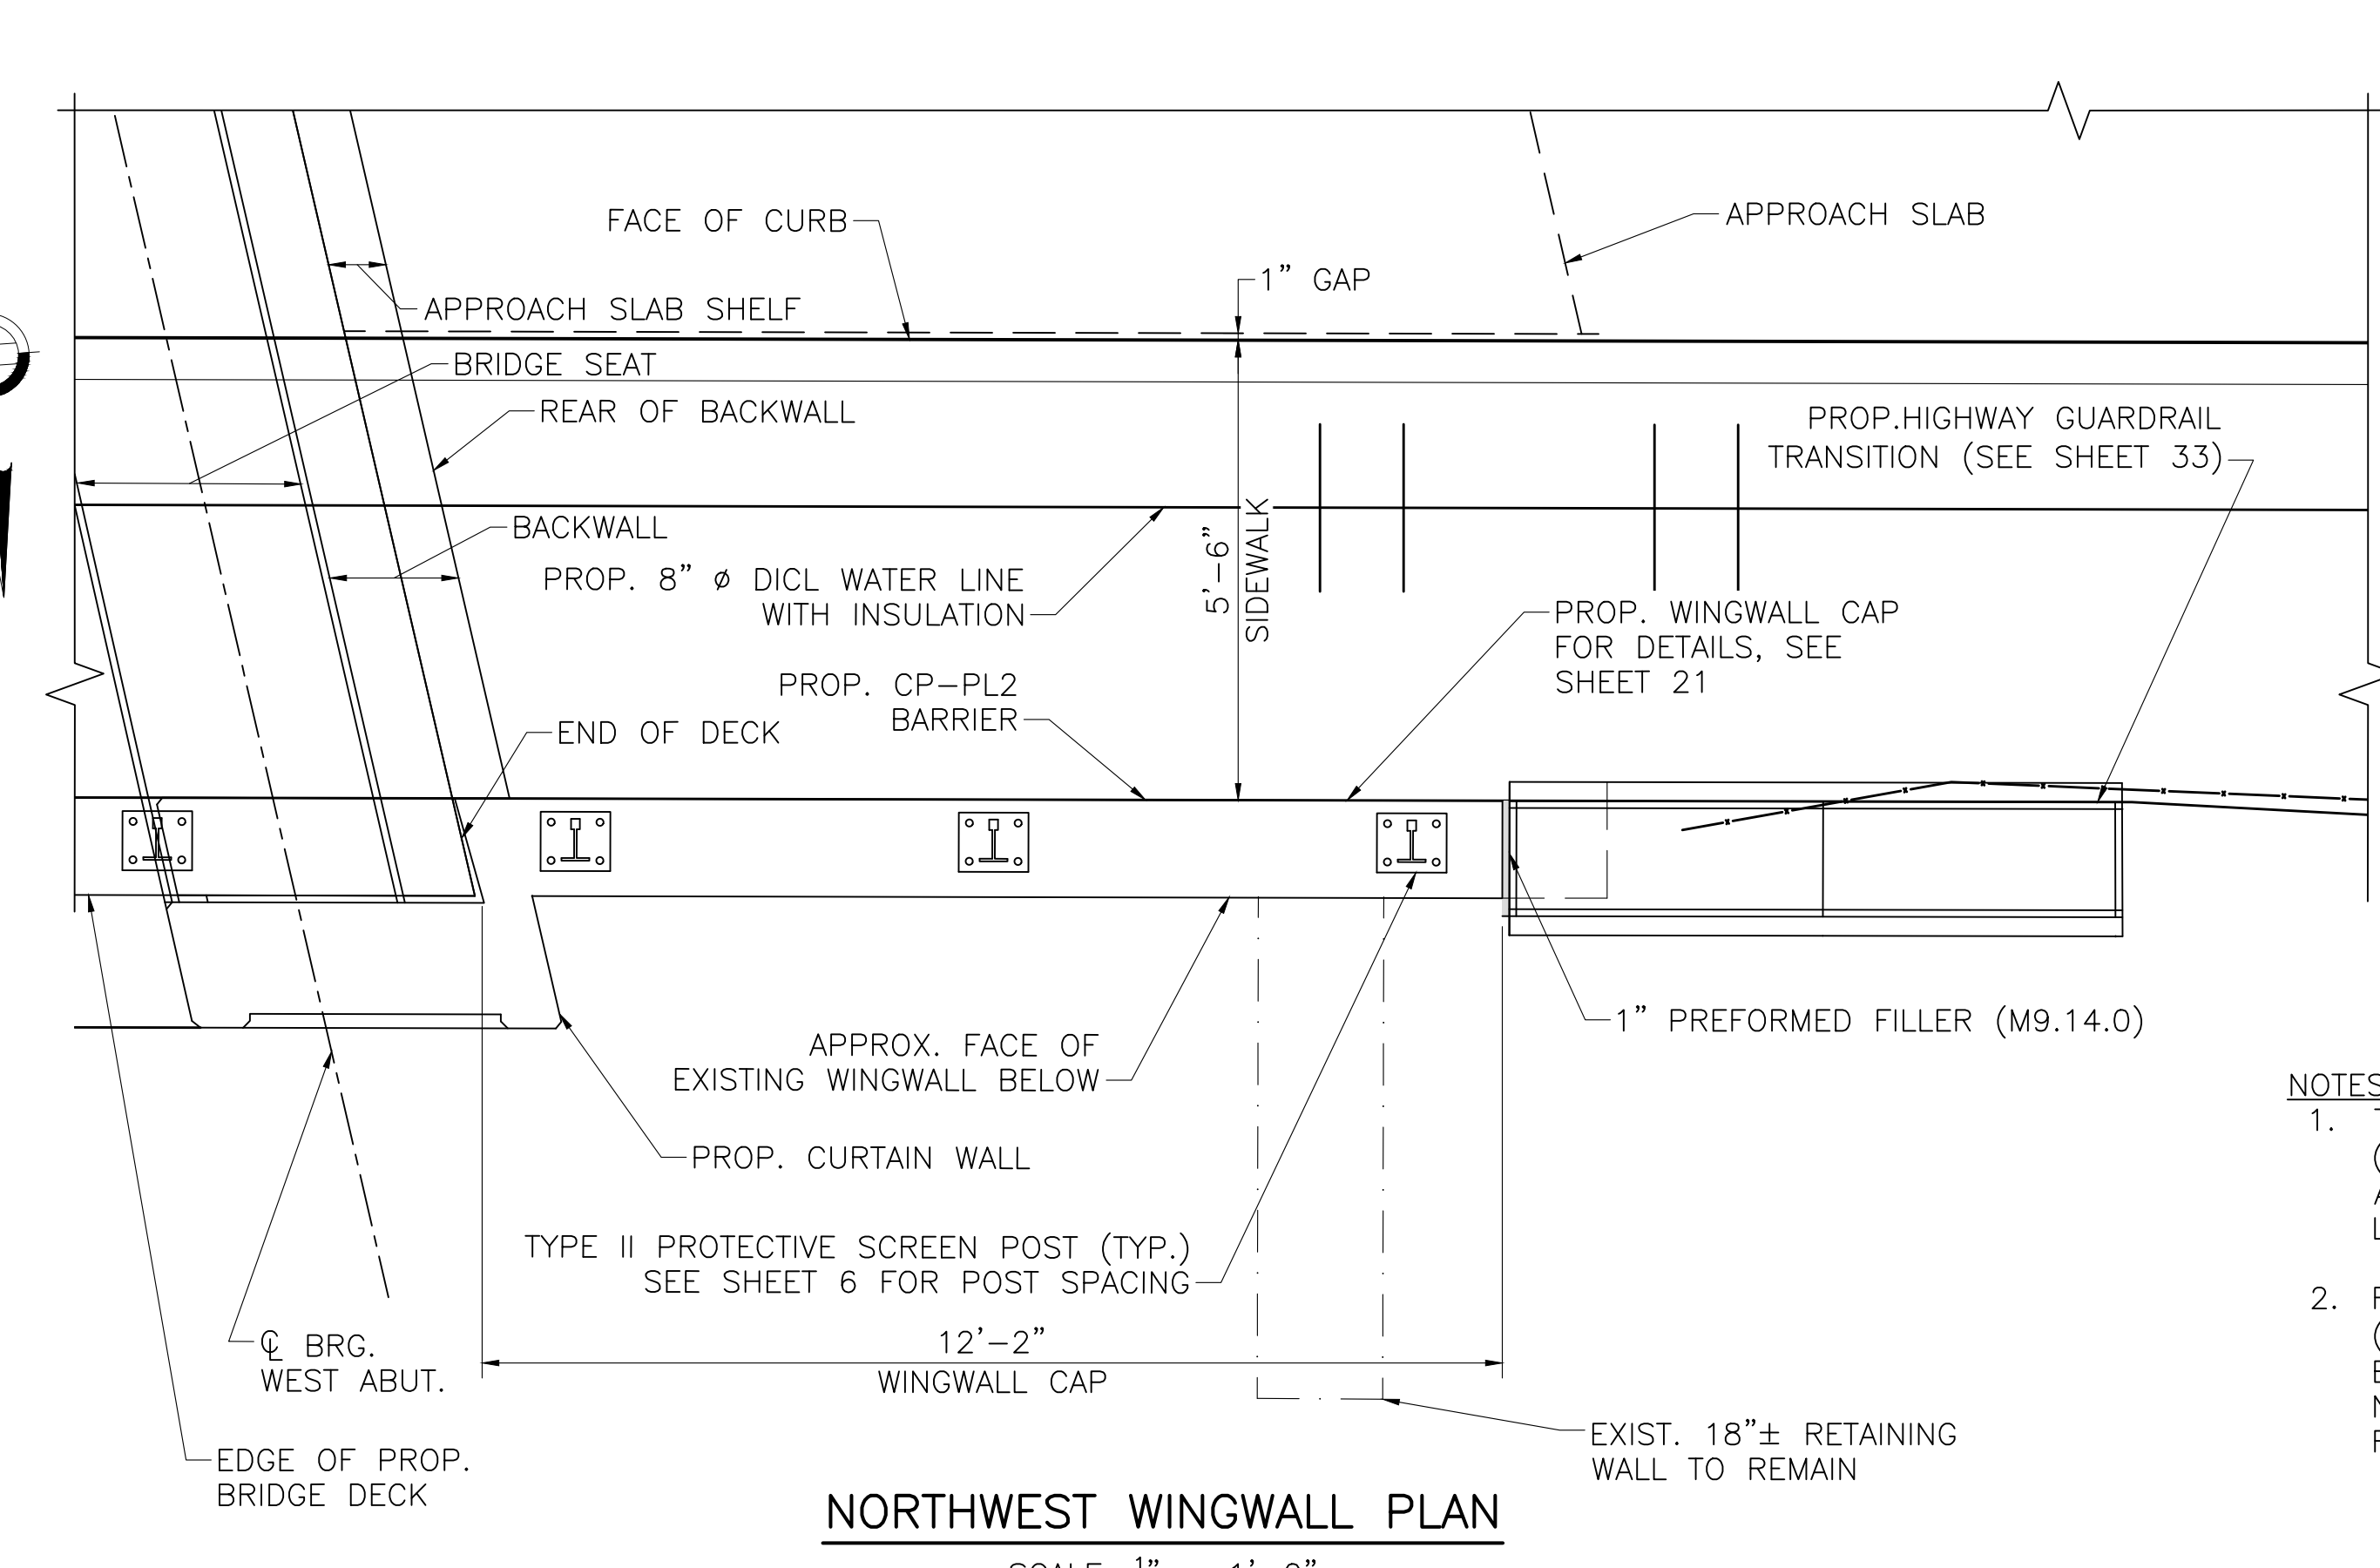 FACE OF CURB
APPROACH SLAB
1” GAP
APPROACH SLAB SHELF
BRIDGE SEAT
REAR OF BACKWALL
PROP.HIGHWAY GUARDRAIL
TRANSITION (SEE SHEET 33)
BACKWALL
PROP. 8” ø DICL WATER LINE
WITH INSULATION
5’-6”
SIDEWALK
PROP. WINGWALL CAP
FOR DETAILS, SEE
SHEET 21
PROP. CP-PL2
BARRIER
END OF DECK
1” PREFORMED FILLER (M9.14.0)
APPROX. FACE OF
EXISTING WINGWALL BELOW
NOTES
1.
PROP. CURTAIN WALL
TYPE II PROTECTIVE SCREEN POST (TYP.)
SEE SHEET 6 FOR POST SPACING
2.
℄ BRG.
WEST ABUT.
12’-2”
WINGWALL CAP
EXIST. 18”± RETAINING
WALL TO REMAIN
EDGE OF PROP.
BRIDGE DECK
NORTHWEST WINGWALL PLAN